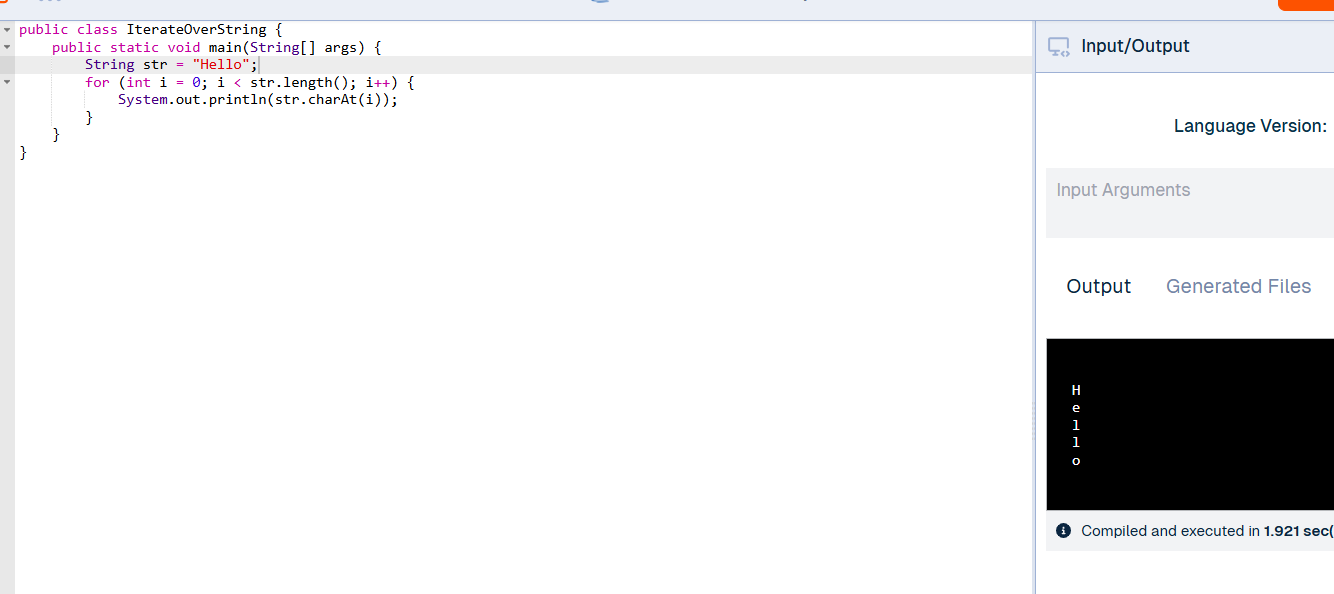 public class IterateOverString {
    public static void main(String[] args) {
        String str = "Hello";
        for (int i = 0; i < str.length(); i++) {
            System.out.println(str.charAt(i));
        }
    }
}
Input/Output
Language Version:
Input Arguments
Output Generated Files
H
e
l
l
o
Compiled and executed in 1.921 sec(